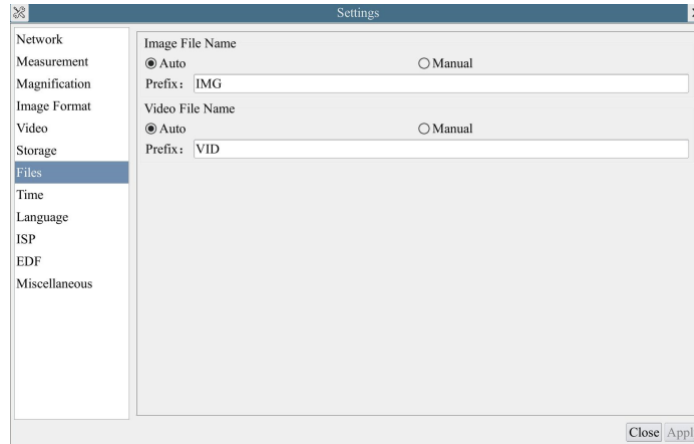 Settings
Network
Measurement
Magnification
Image Format
Video
Storage
Files
Time
Language
ISP
EDF
Miscellaneous
Image File Name
Auto Manual
Prefix： IMG
Video File Name
Auto Manual
Prefix： VID
Close Appl